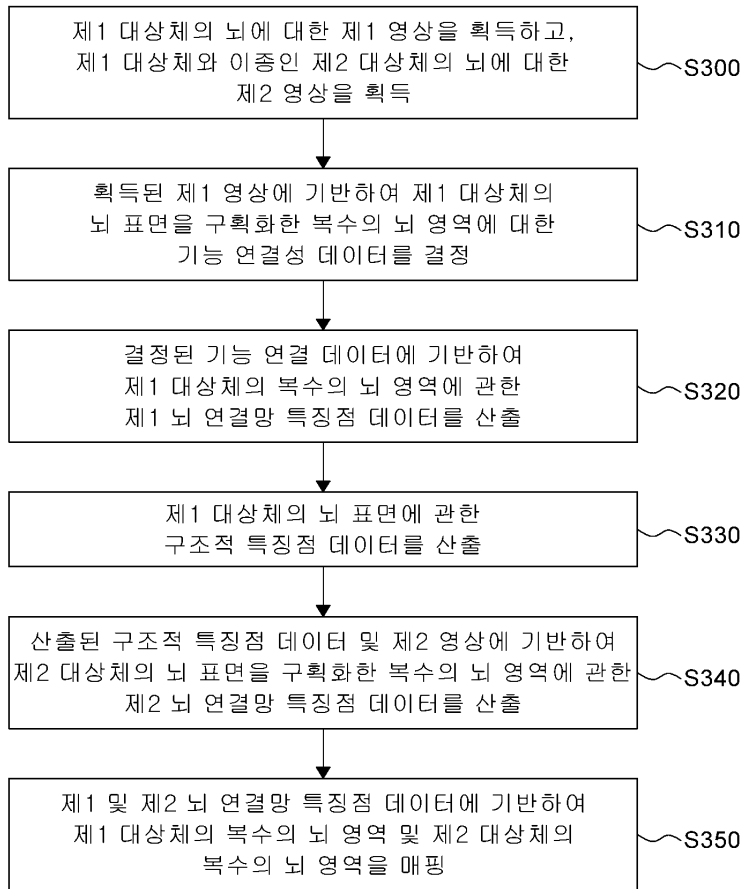 제1 대상체의 뇌에 대한 제1 영상을 획득하고,
제1 대상체와 이종인 제2 대상체의 뇌에 대한
제2 영상을 획득
S300
획득된 제1 영상에 기반하여 제1 대상체의
뇌 표면을 구획화한 복수의 뇌 영역에 대한
기능 연결성 데이터를 결정
S310
결정된 기능 연결 데이터에 기반하여
제1 대상체의 복수의 뇌 영역에 관한
제1 뇌 연결망 특징점 데이터를 산출
S320
제1 대상체의 뇌 표면에 관한
구조적 특징점 데이터를 산출
S330
산출된 구조적 특징점 데이터 및 제2 영상에 기반하여
제2 대상체의 뇌 표면을 구획화한 복수의 뇌 영역에 관한
제2 뇌 연결망 특징점 데이터를 산출
S340
제1 및 제2 뇌 연결망 특징점 데이터에 기반하여
제1 대상체의 복수의 뇌 영역 및 제2 대상체의
복수의 뇌 영역을 매핑
S350